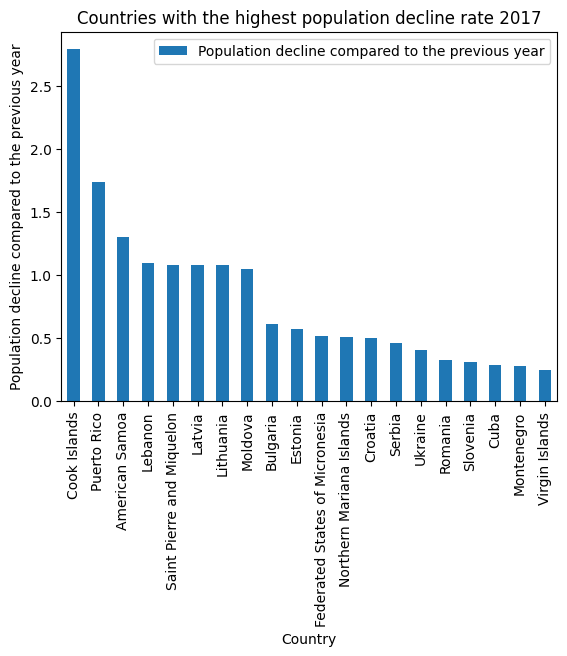 Countries with the highest population decline rate 2017
Population decline compared to the previous year
Population decline compared to the previous year
2.5
2.0
1.5
1.0
0.5
0.0
Cook Islands
Puerto Rico
American Samoa
Lebanon
Saint Pierre and Miquelon
Latvia
Lithuania
Moldova
Bulgaria
Estonia
Federated States of Micronesia
Northern Mariana Islands
Croatia
Serbia
Ukraine
Romania
Slovenia
Cuba
Montenegro
Virgin Islands
Country